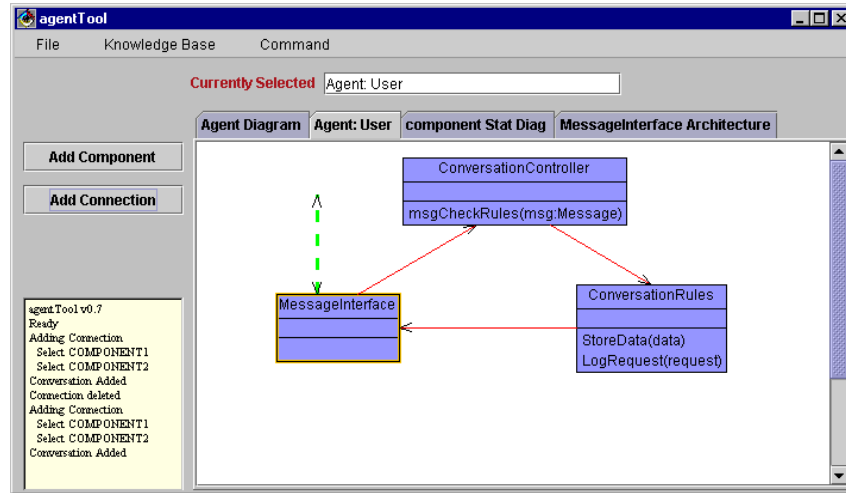 agentTool
File Knowledge Base Command
Currently Selected Agent: User
Agent Diagram Agent: User component Stat Diag MessageInterface Architecture
Add Component
Add Connection
ConversationController
msgCheckRules(msg:Message)
MessageInterface
ConversationRules
StoreData(data)
LogRequest(request)
agentTool v0.7
Ready
Adding Connection
Select COMPONENT1
Select COMPONENT2
Conversation Added
Connection deleted
Adding Connection
Select COMPONENT1
Select COMPONENT2
Conversation Added